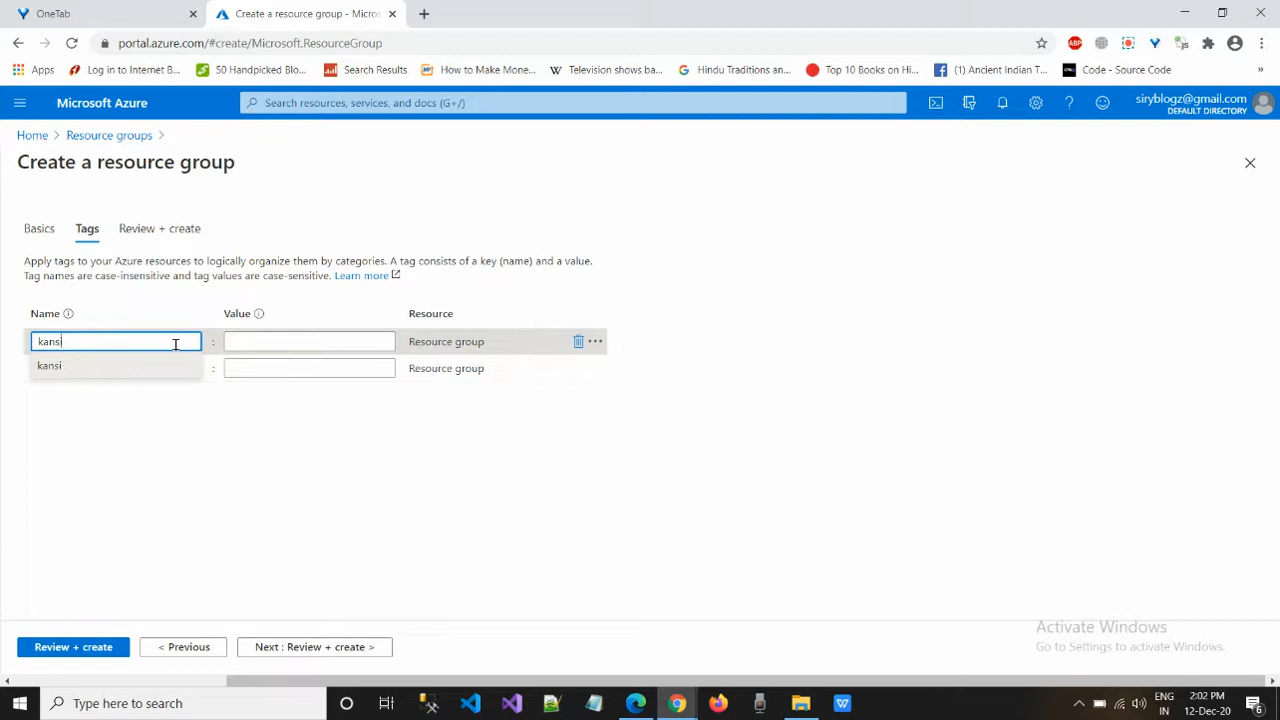 OneTab
Create a resource group - Micros
portal.azure.com/#create/Microsoft.ResourceGrou
ABP
Apps
Log in to Internet B...
50 Handpicked Blo...
Search Results
How to Make Mone...
Television shows ba...
Hindu Traditions an...
Top 10 Books on Hi...
(1) Ancient Indian T...
Code - Source Code
»
Microsoft Azure
Search resources, services, and docs (G+/)
siryblogz@gmail.com
DEFAULT DIRECTORY
Home > Resource groups >
Create a resource group
Basics
Tags
Review + create
Apply tags to your Azure resources to logically organize them by categories. A tag consists of a key (name) and a value.
Tag names are case-insensitive and tag values are case-sensitive. Learn more
Name
Value
Resource
kansi
:
Resource group
kansi
:
Resource group
Activate Windows
Go to Settings to activate Windows.
Review + create
< Previous
Next : Review + create >
Type here to search
ENG
IN
2:02 PM
12-Dec-20
6